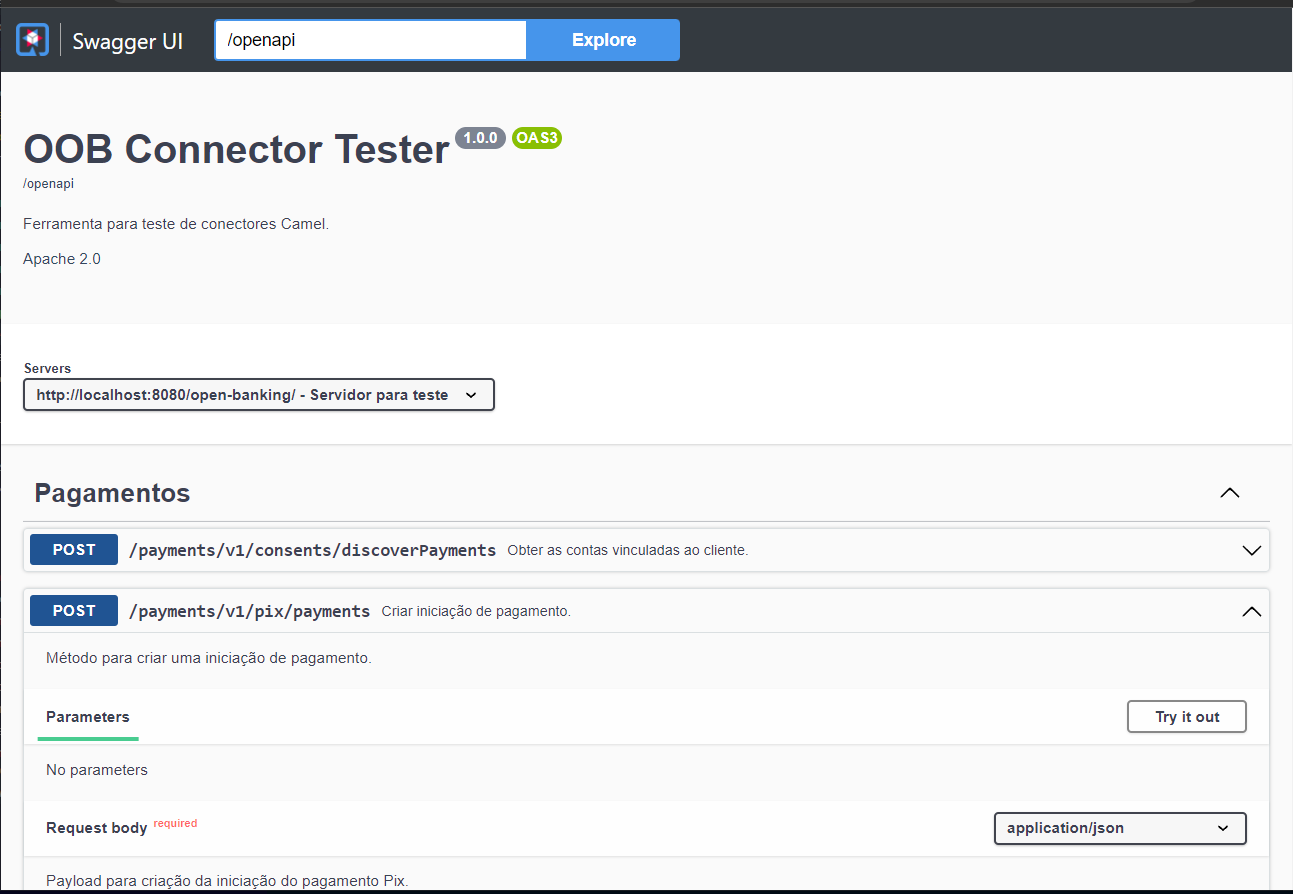 Swagger UI
/openapi
Explore
OOB Connector Tester 1.0.0 OAS3
/openapi
Ferramenta para teste de conectores Camel.
Apache 2.0
Servers
http://localhost:8080/open-banking/ - Servidor para teste
Pagamentos
POST /payments/v1/consents/discoverPayments Obter as contas vinculadas ao cliente.
POST /payments/v1/pix/payments Criar iniciação de pagamento.
Método para criar uma iniciação de pagamento.
Parameters
Try it out
No parameters
Request body required
application/json
Payload para criação da iniciação do pagamento Pix.